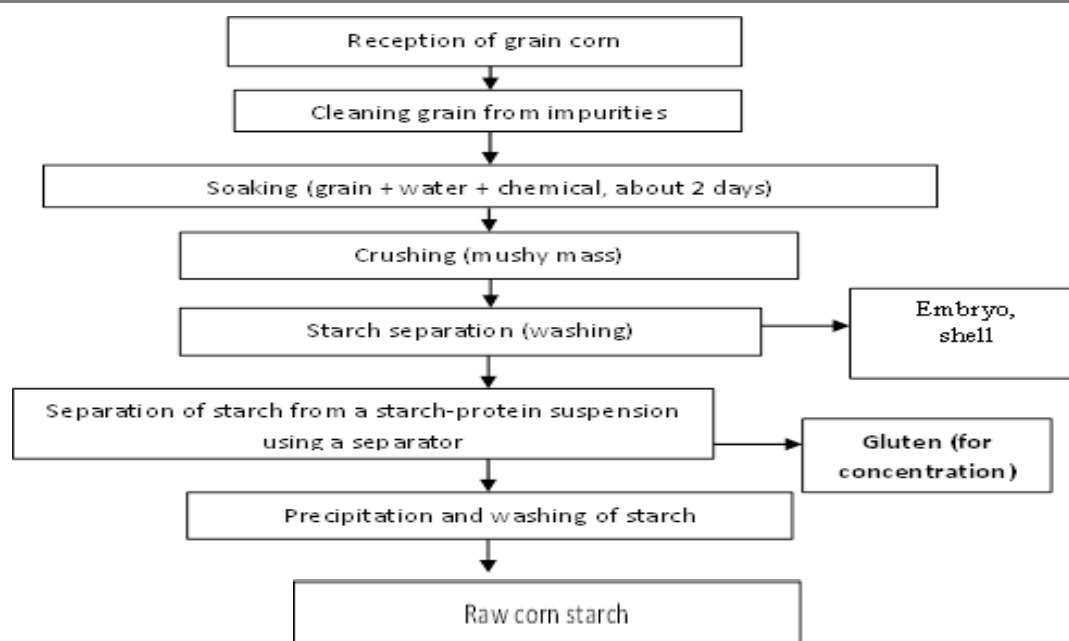 Reception of grain corn
Cleaning grain from impurities
Soaking (grain + water + chemical, about 2 days)
Crushing (mushy mass)
Starch separation (washing)
Embryo,
shell
Separation of starch from a starch-protein suspension
using a separator
Gluten (for
concentration)
Precipitation and washing of starch
Raw corn starch